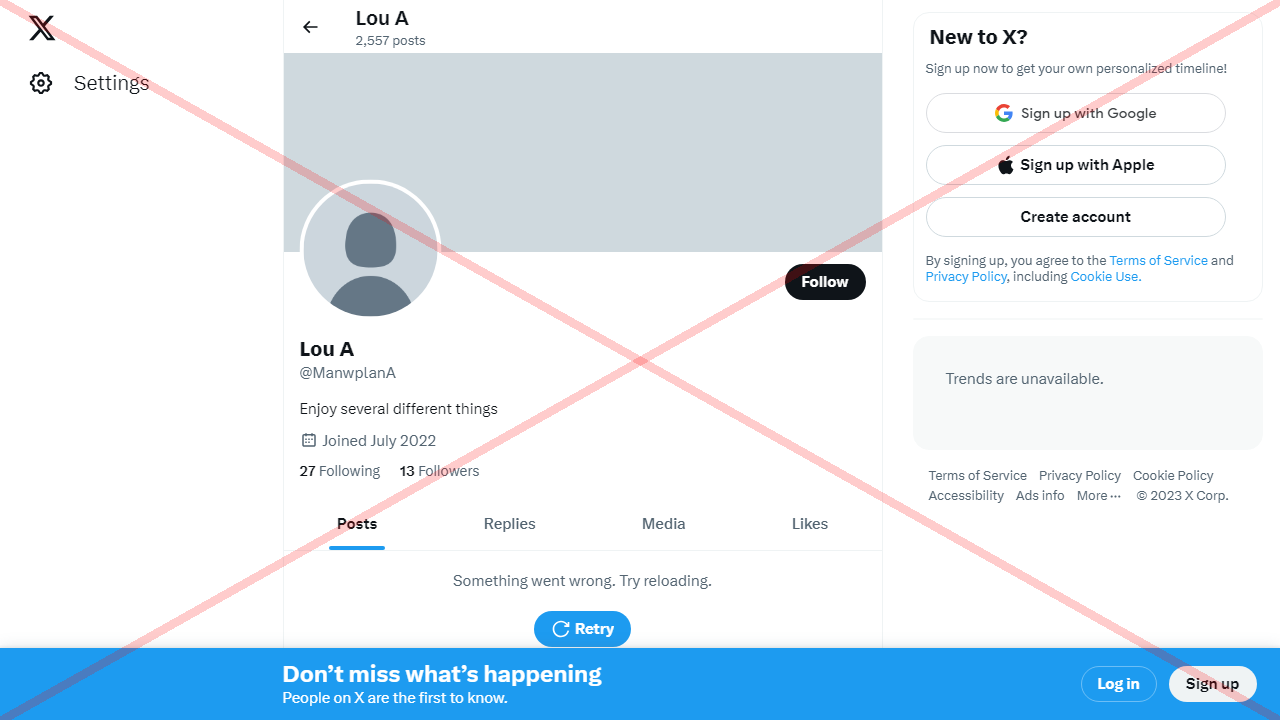 Settings
Lou A
2,557 posts
Follow
Lou A
@ManwplanA
Enjoy several different things
Joined July 2022
27 Following 13 Followers
Posts Replies Media Likes
Something went wrong. Try reloading.
Retry
New to X?
Sign up now to get your own personalized timeline!
Sign up with Google
Sign up with Apple
Create account
By signing up, you agree to the Terms of Service and
Privacy Policy, including Cookie Use.
Trends are unavailable.
Terms of Service Privacy Policy Cookie Policy
Accessibility Ads info More ··· © 2023 X Corp.
Don’t miss what’s happening
People on X are the first to know.
Log in Sign up